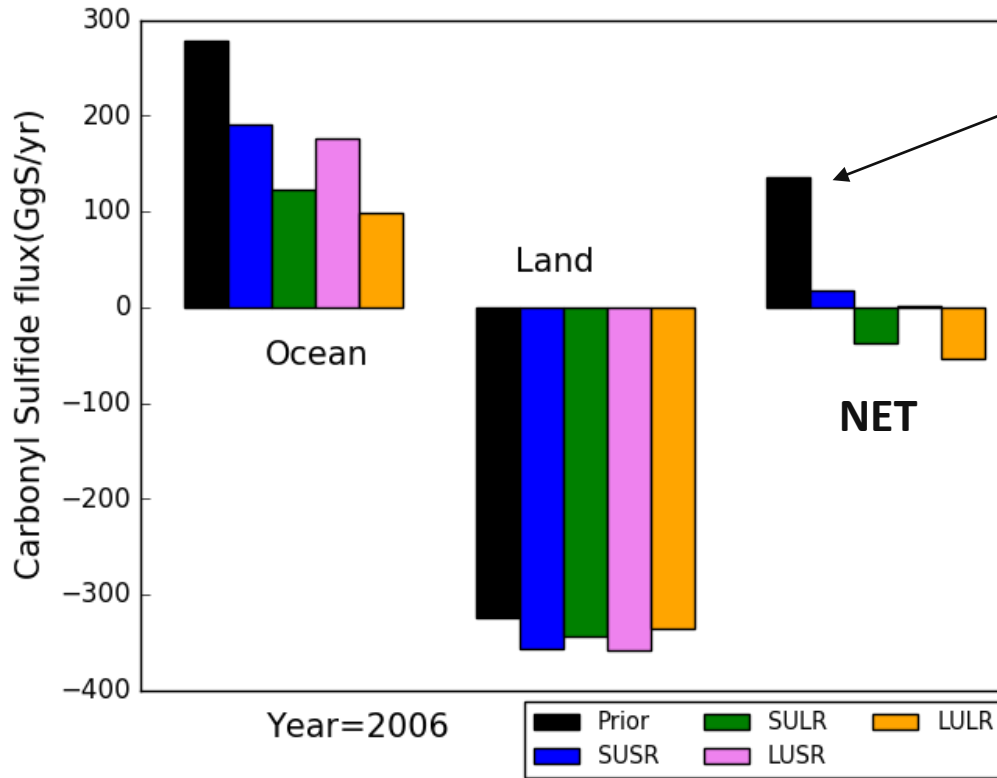 300
200
100
0
−100
−200
−300
−400
Carbonyl Sulfide flux(GgS/yr)
Ocean
Land
NET
Year=2006
Prior
SUSR
SULR
LUSR
LULR